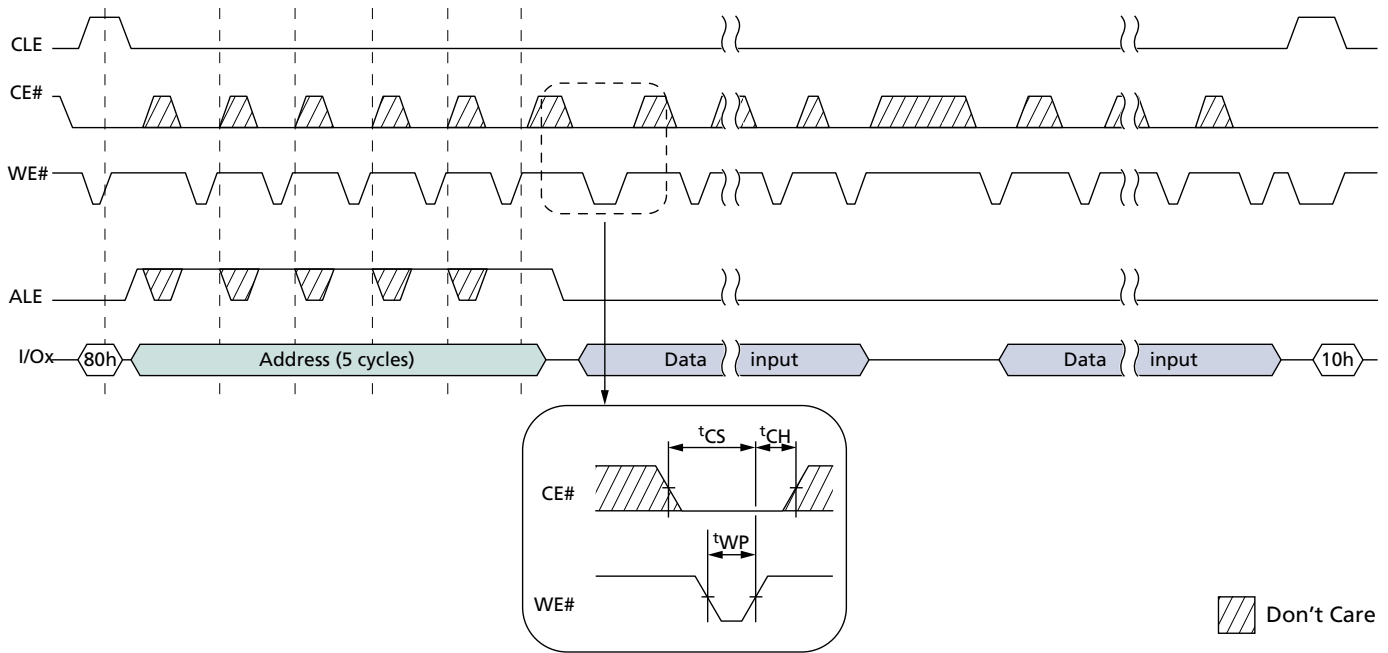 CLE
CE#
WE#
ALE
I/Ox
80h
Address (5 cycles)
Data input
Data input
10h
tCS
tCH
CE#
tWP
WE#
Don't Care